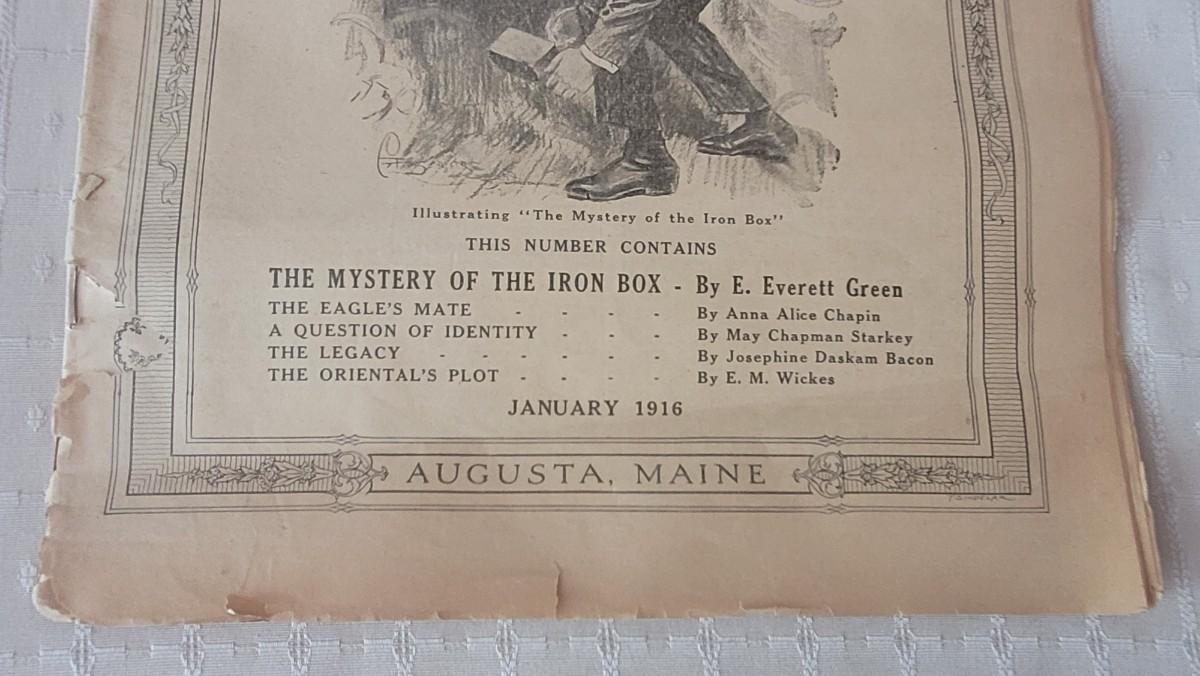 Illustrating "The Mystery of the Iron Box"
THIS NUMBER CONTAINS
THE MYSTERY OF THE IRON BOX - By E. Everett Green
THE EAGLE'S MATE - - - - By Anna Alice Chapin
A QUESTION OF IDENTITY - - - By May Chapman Starkey
THE LEGACY - - - - - - By Josephine Daskam Bacon
THE ORIENTAL'S PLOT - - - - By E. M. Wickes
JANUARY 1916
AUGUSTA, MAINE